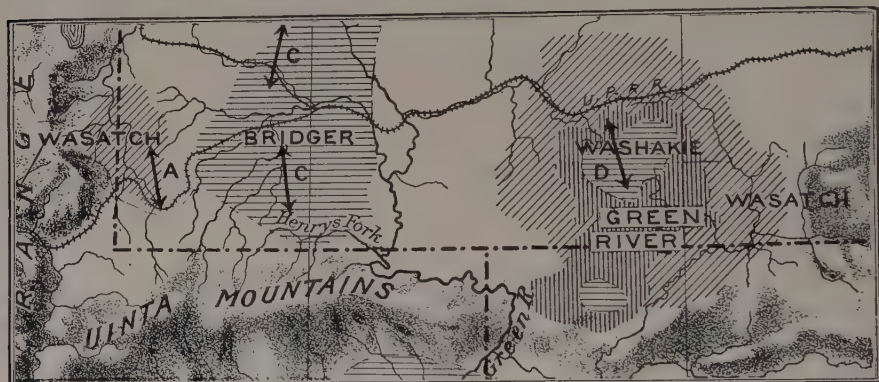 RANGE
WASATCH
A
BRIDGER
C
C
Henrys Fork
UINTA MOUNTAINS
Green R.
U.P.R.R.
WASHAKIE
D
GREEN
RIVER
WASATCH